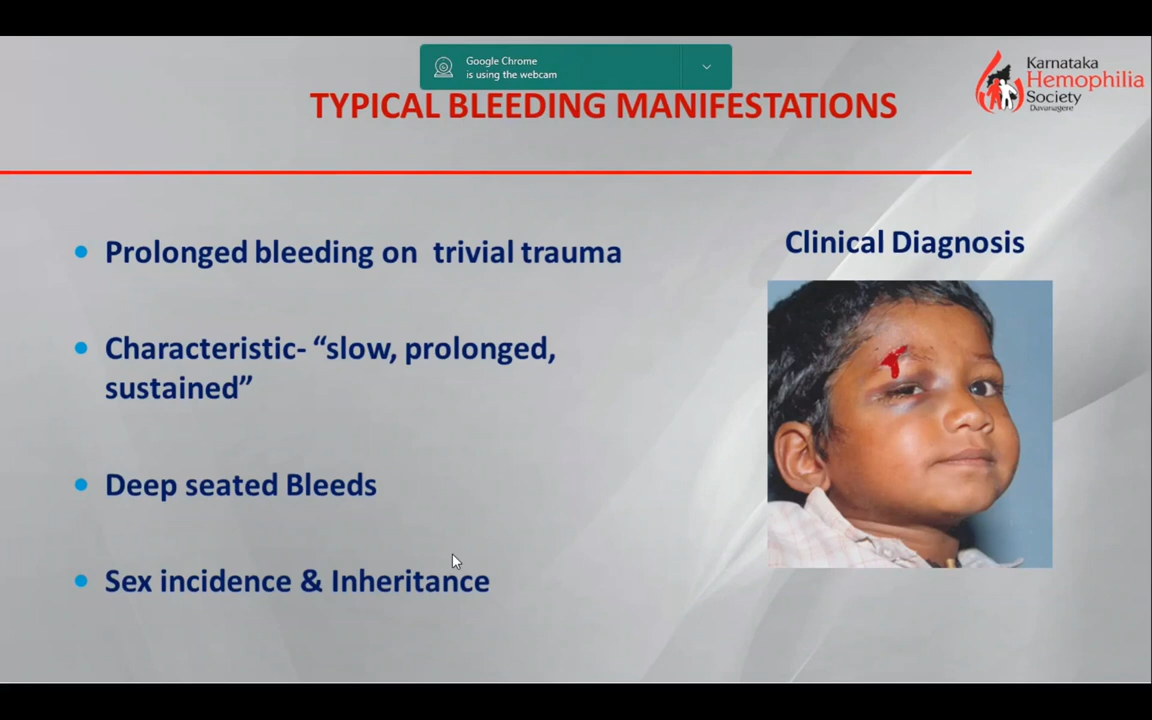 Google Chrome
is using the webcam
Karnataka
Hemophilia
Society
Davanagere
TYPICAL BLEEDING MANIFESTATIONS
Prolonged bleeding on trivial trauma
Characteristic- “slow, prolonged,
sustained”
Deep seated Bleeds
Sex incidence & Inheritance
Clinical Diagnosis